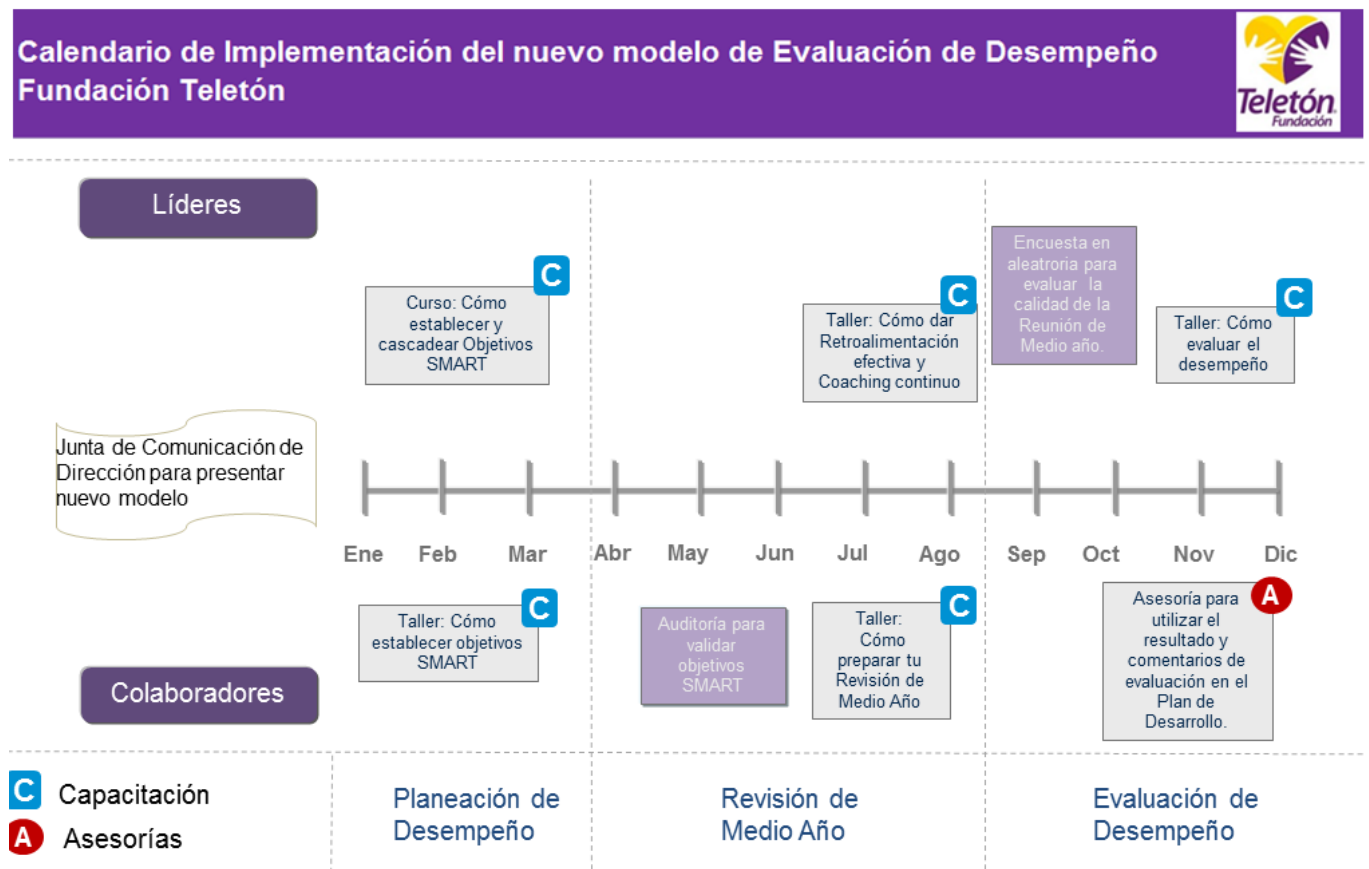 Calendario de Implementación del nuevo modelo de Evaluación de Desempeño
Fundación Teletón
Teletón
Fundación
Líderes
C
Curso: Cómo
establecer y
cascadear Objetivos
SMART
C
Taller: Cómo dar
Retroalimentación
efectiva y
Coaching continuo
Encuesta en
aleatroria para
evaluar la
calidad de la
Reunión de
Medio año.
C
Taller: Cómo
evaluar el
desempeño
Junta de Comunicación de
Dirección para presentar
nuevo modelo
Ene Feb Mar Abr May Jun Jul Ago Sep Oct Nov Dic
Colaboradores
C
Taller: Cómo
establecer objetivos
SMART
Auditoría para
validar
objetivos
SMART
C
Taller:
Cómo
preparar tu
Revisión de
Medio Año
A
Asesoría para
utilizar el
resultado y
comentarios de
evaluación en el
Plan de
Desarrollo.
C Capacitación
A Asesorías
Planeación de
Desempeño
Revisión de
Medio Año
Evaluación de
Desempeño